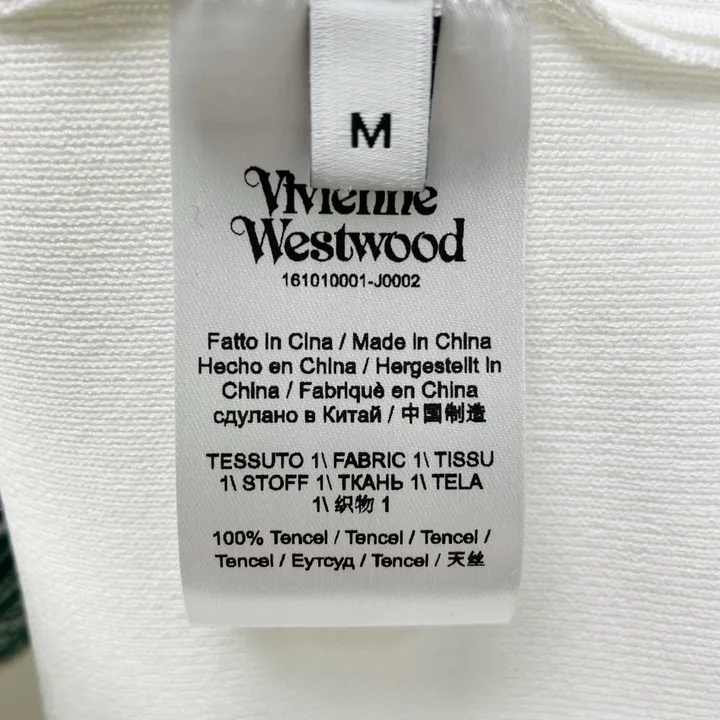 M
Vivienne
Westwood
161010001-J0002
Fatto in Cina / Made in China
Hecho en China / Hergestellt in
China / Fabriquè en China
сдулано в Китай / 中国制造
TESSUTO 1\ FABRIC 1\ TISSU
1\ STOFF 1\ ТКАНЬ 1\ TELA
1\ 织物 1
100% Tencel / Tencel / Tencel /
Tencel / Еутсуд / Tencel / 天丝